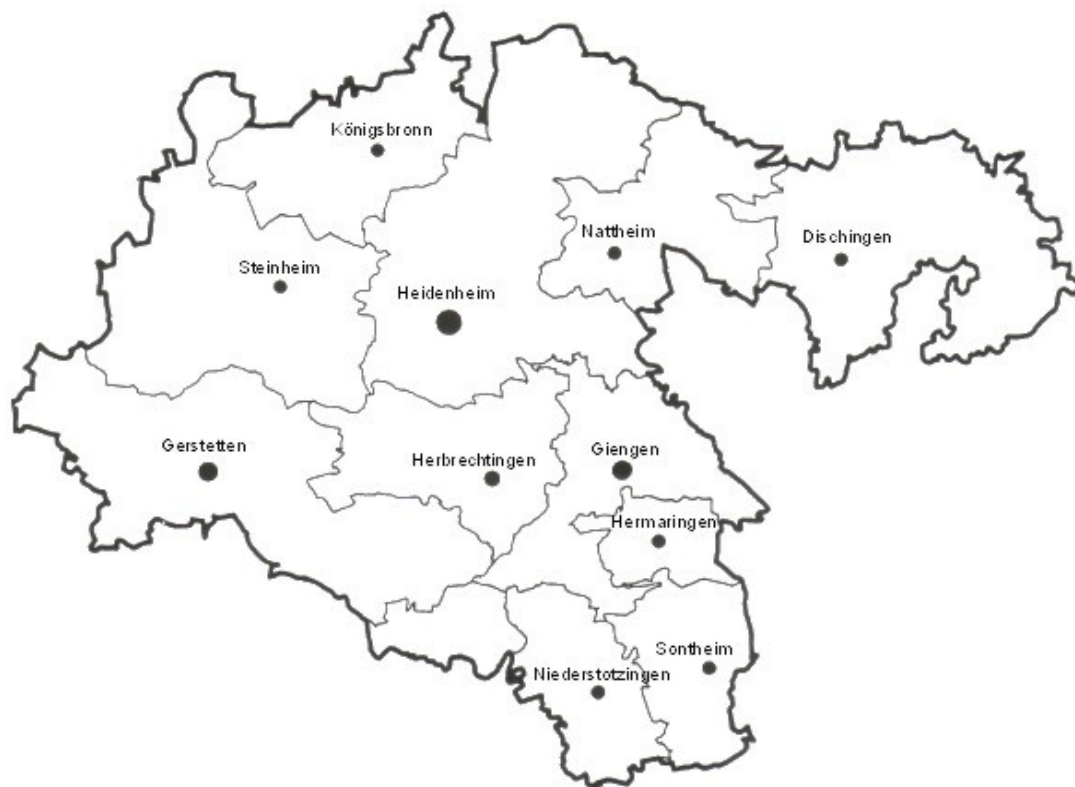 Königsbronn
Nattheim
Dischingen
Steinheim
Heidenheim
Gerstetten
Herbrechtingen
Giengen
Hermaringen
Sontheim
Niederstotzingen